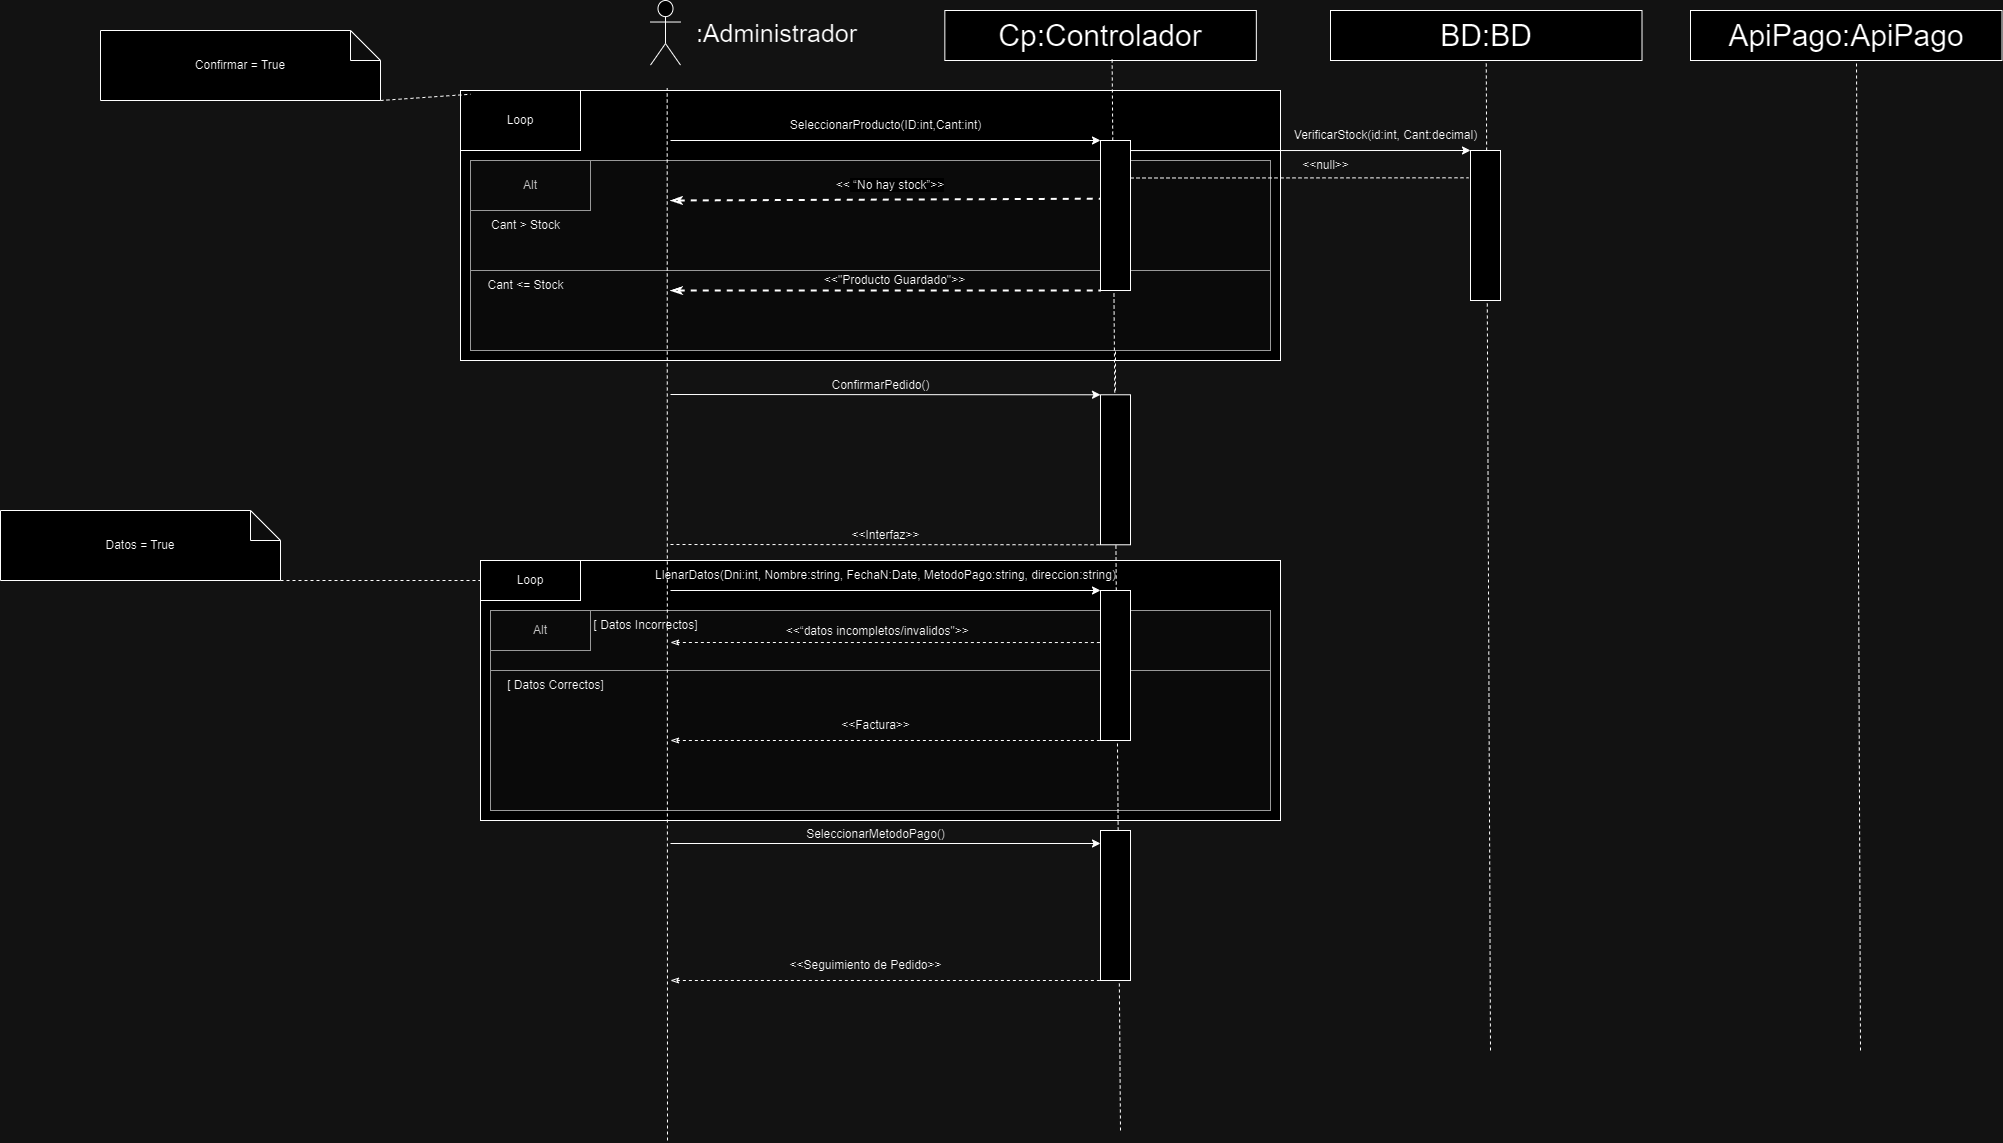 :Administrador
Cp:Controlador
BD:BD
ApiPago:ApiPago
Confirmar = True
Loop
SeleccionarProducto(ID:int,Cant:int)
VerificarStock(id:int, Cant:decimal)
<<null>>
Alt
<< “No hay stock”>>
Cant > Stock
<<"Producto Guardado">>
Cant <= Stock
ConfirmarPedido()
<<Interfaz>>
Datos = True
Loop
LlenarDatos(Dni:int, Nombre:string, FechaN:Date, MetodoPago:string, direccion:string)
Alt
[ Datos Incorrectos]
<<“datos incompletos/invalidos”>>
[ Datos Correctos]
<<Factura>>
SeleccionarMetodoPago()
<<Seguimiento de Pedido>>